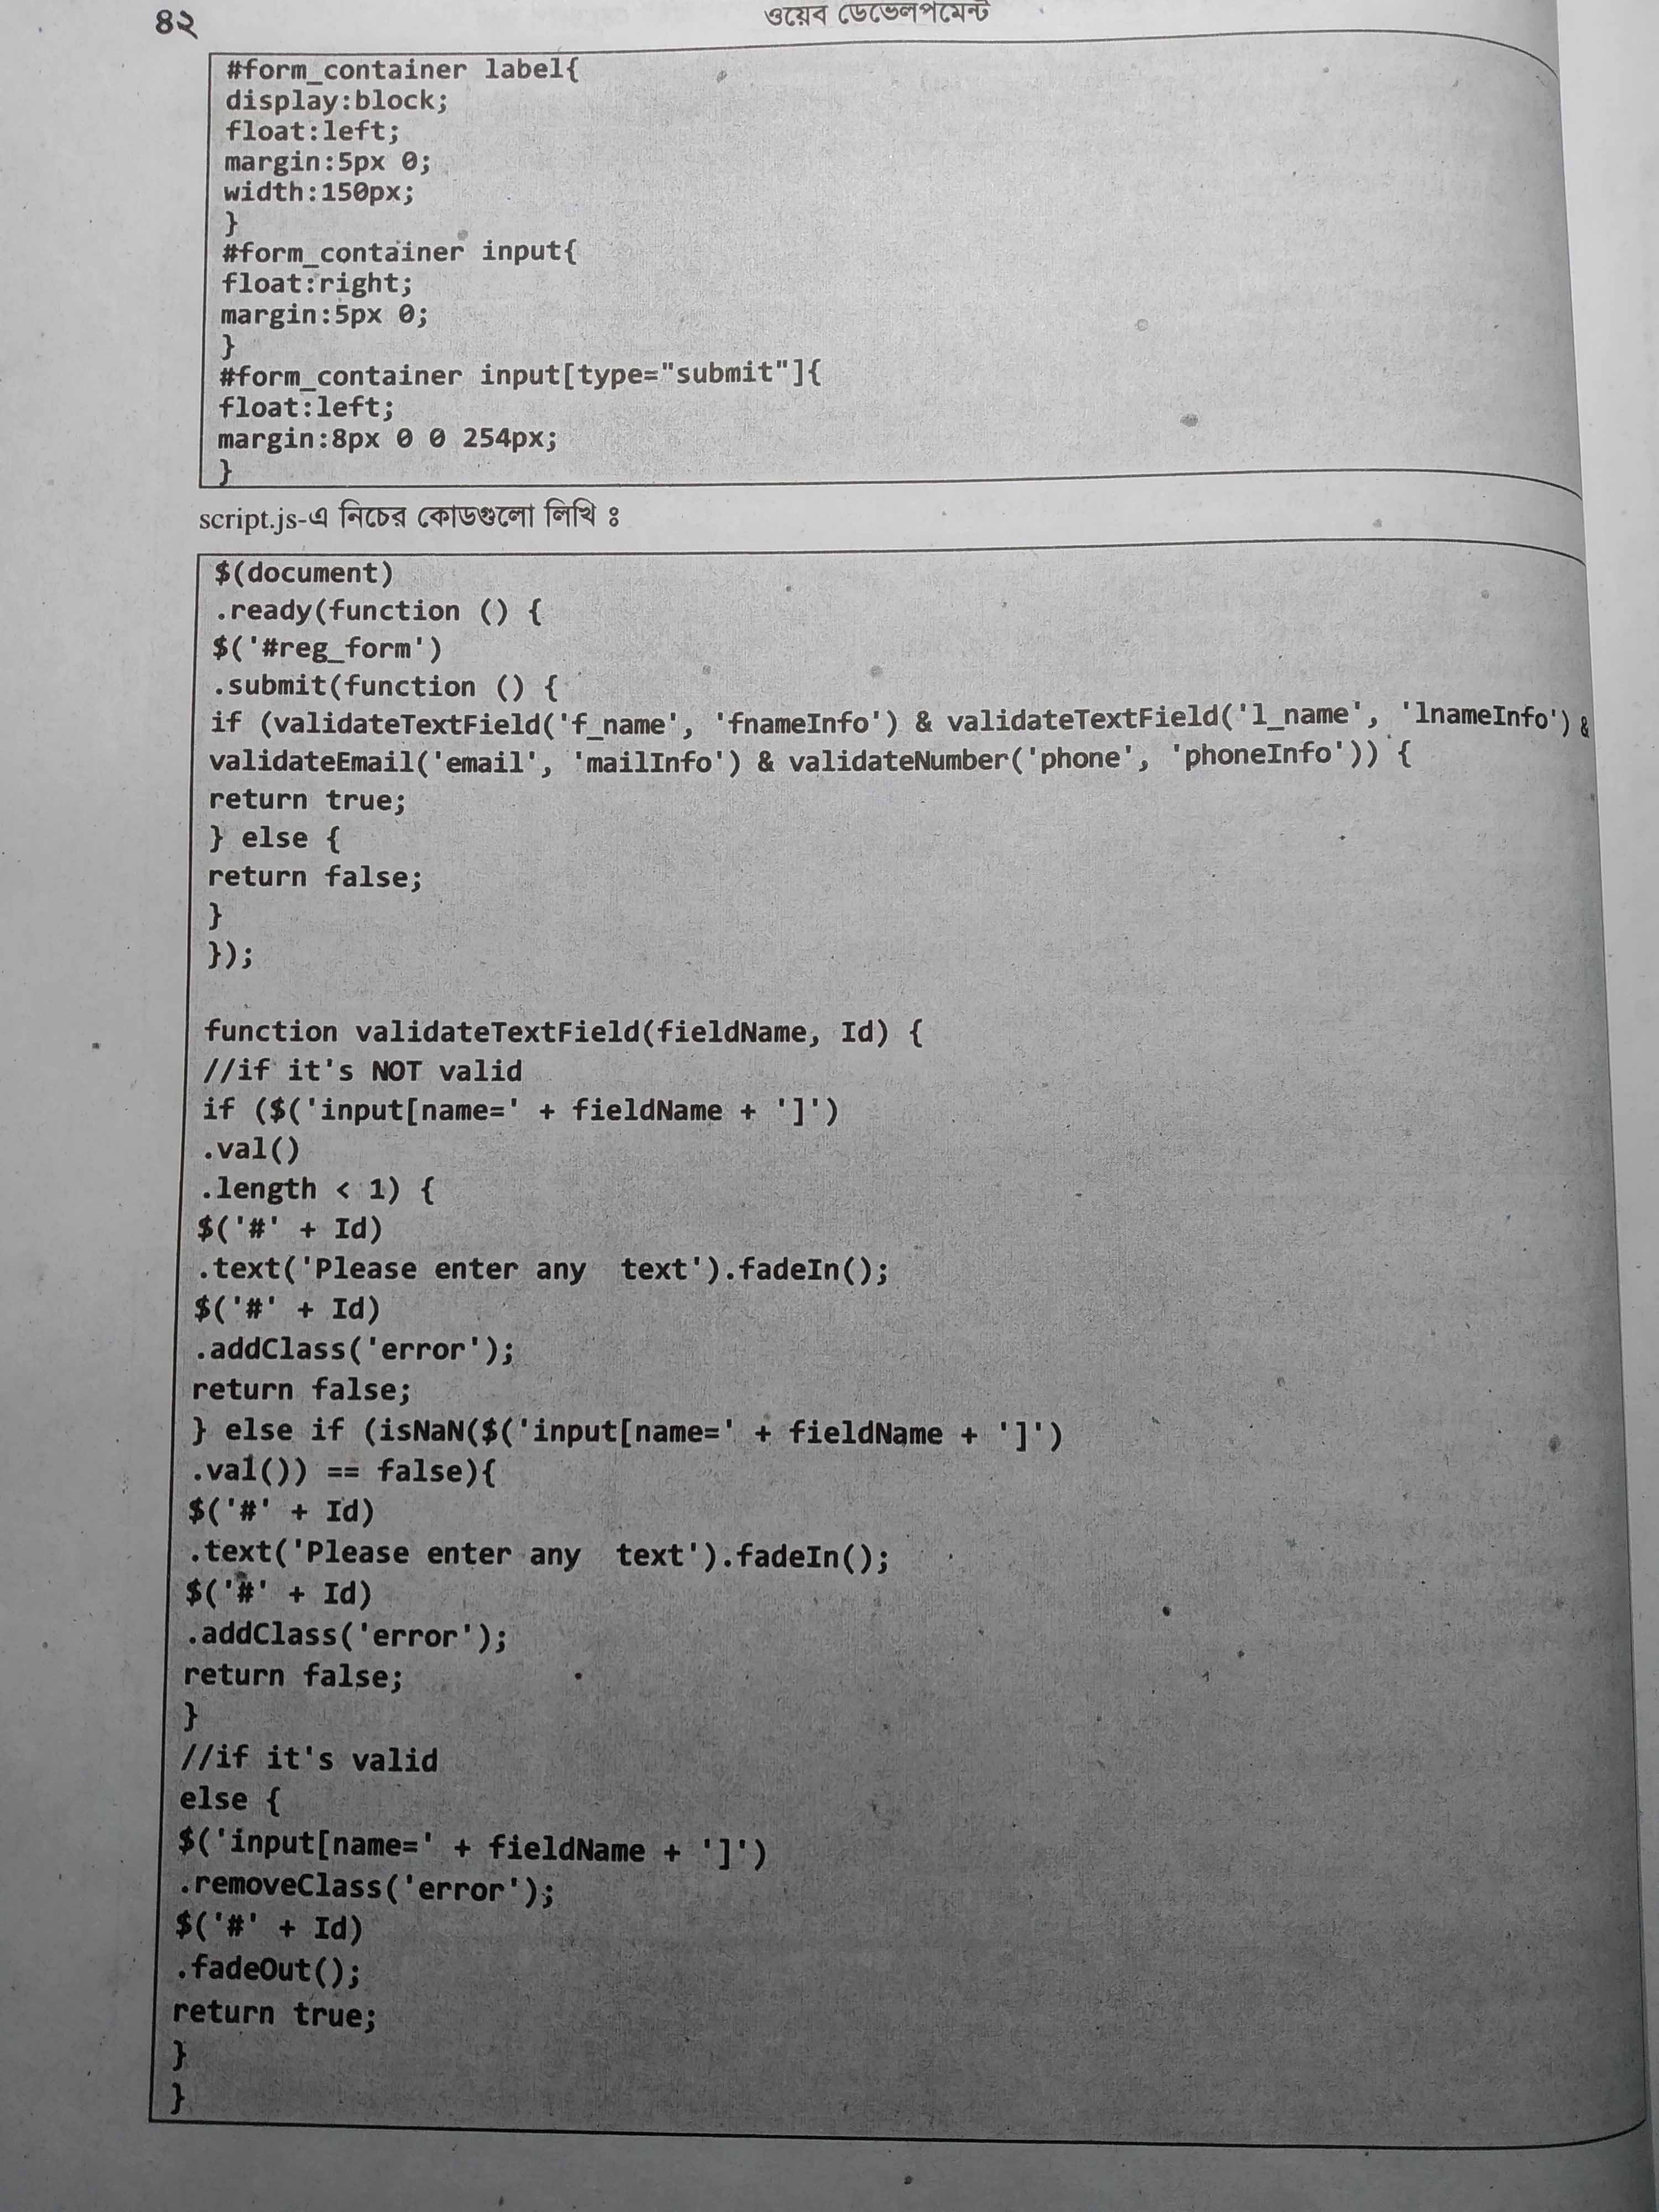 ৪২
ওয়েব ডেভেলপমেন্ট
#form_container label{
display:block;
float:left;
margin:5px 0;
width:150px;
}
#form_container input{
float:right;
margin:5px 0;
}
#form_container input[type="submit"]{
float:left;
margin:8px 0 0 254px;
}
script.js-এ নিচের কোডগুলো লিখি ঃ
$(document)
.ready(function () {
$('#reg_form')
.submit(function () {
if (validateTextField('f_name', 'fnameInfo') & validateTextField('l_name', 'lnameInfo') &
validateEmail('email', 'mailInfo') & validateNumber('phone', 'phoneInfo')) {
return true;
} else {
return false;
}
});
function validateTextField(fieldName, Id) {
//if it's NOT valid
if ($('input[name=' + fieldName + ']')
.val()
.length < 1) {
$('#' + Id)
.text('Please enter any  text').fadeIn();
$('#' + Id)
.addClass('error');
return false;
} else if (isNaN($('input[name=' + fieldName + ']')
.val()) == false){
$('#' + Id)
.text('Please enter any  text').fadeIn();
$('#' + Id)
.addClass('error');
return false;
}
//if it's valid
else {
$('input[name=' + fieldName + ']')
.removeClass('error');
$('#' + Id)
.fadeOut();
return true;
}
}